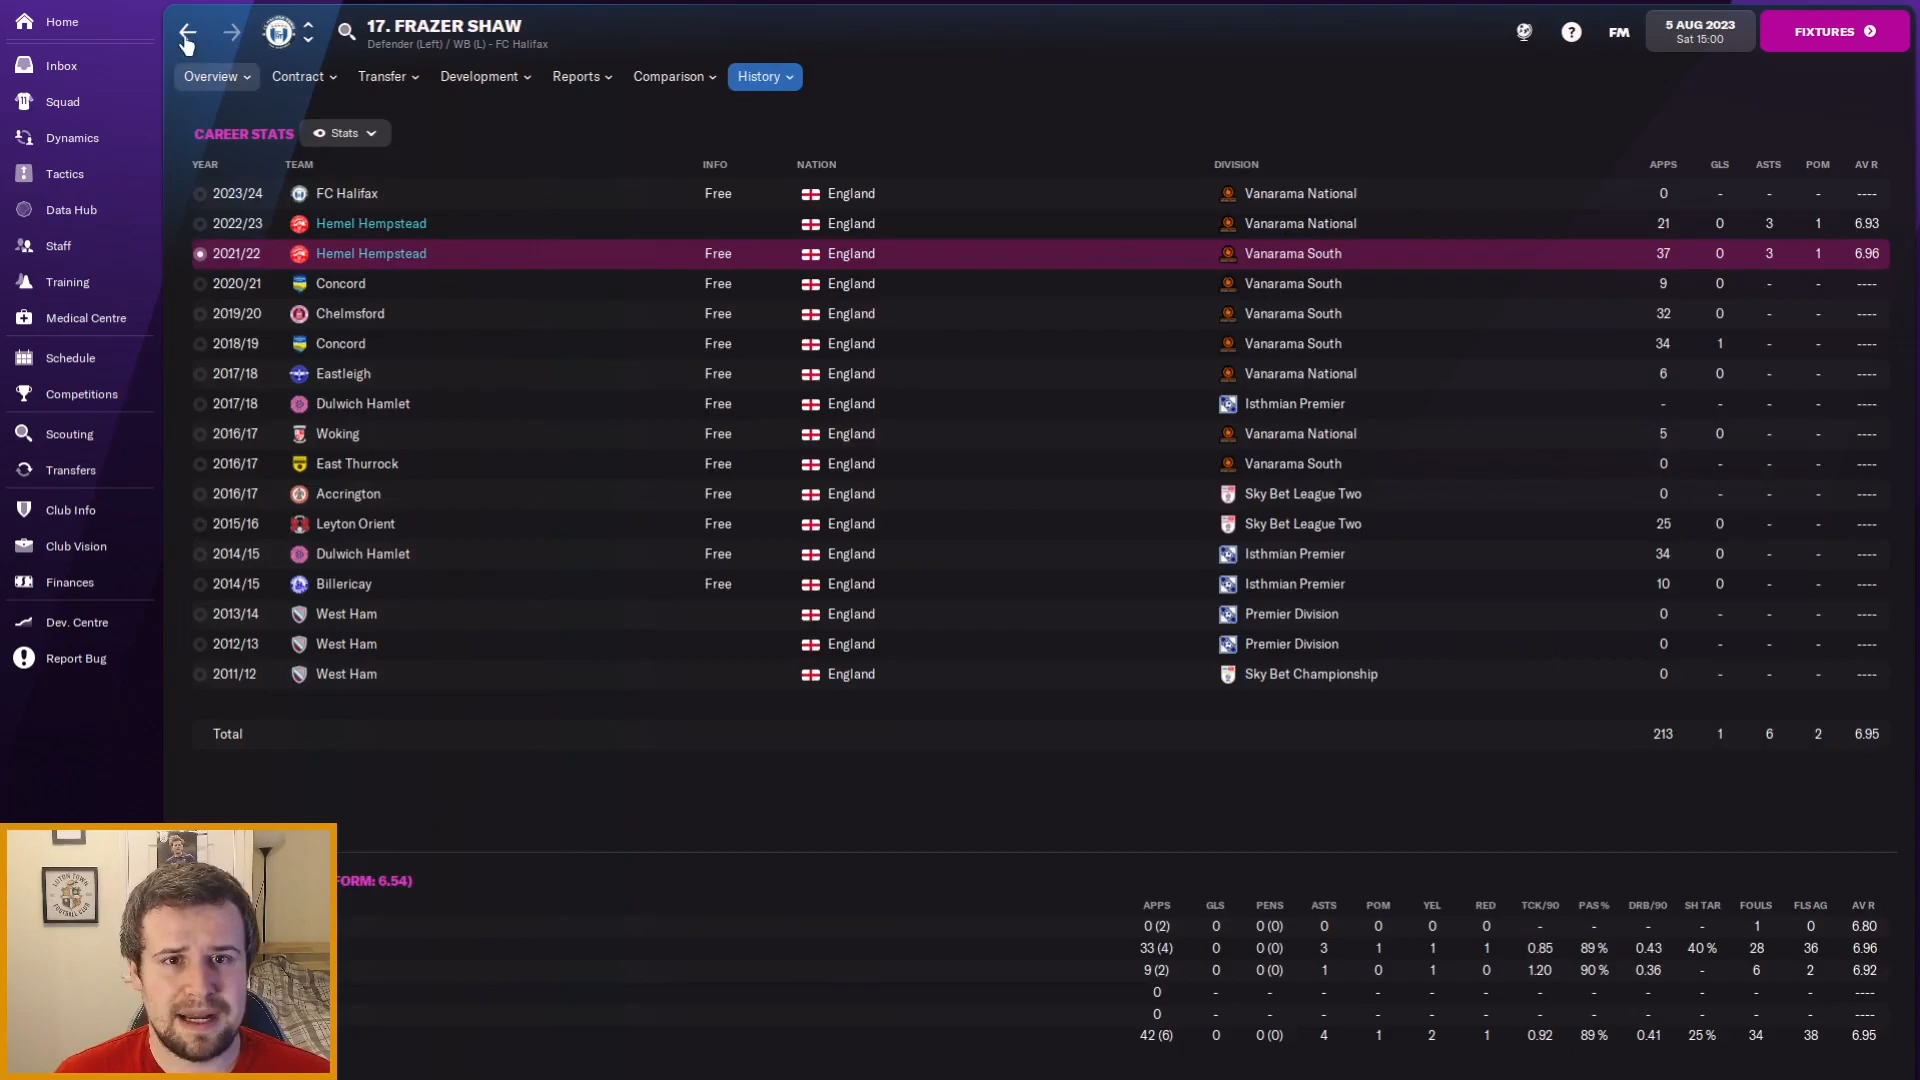 Home
Inbox
Squad
Dynamics
Tactics
Data Hub
Staff
Training
Medical Centre
Schedule
Competitions
Scouting
Transfers
Club Info
Club Vision
Finances
Dev. Centre
Report Bug
17. FRAZER SHAW
Defender (Left) / WB (L) - FC Halifax
FM
5 AUG 2023
Sat 15:00
FIXTURES
Overview Contract Transfer Development Reports Comparison History
CAREER STATS Stats
YEAR TEAM INFO NATION DIVISION APPS GLS ASTS POM AV R
2023/24 FC Halifax Free England Vanarama National 0 - - - ----
2022/23 Hemel Hempstead England Vanarama National 21 0 3 1 6.93
2021/22 Hemel Hempstead Free England Vanarama South 37 0 3 1 6.96
2020/21 Concord Free England Vanarama South 9 0 - - ----
2019/20 Chelmsford Free England Vanarama South 32 0 - - ----
2018/19 Concord Free England Vanarama South 34 1 - - ----
2017/18 Eastleigh Free England Vanarama National 6 0 - - ----
2017/18 Dulwich Hamlet Free England Isthmian Premier - - - - ----
2016/17 Woking Free England Vanarama National 5 0 - - ----
2016/17 East Thurrock Free England Vanarama South 0 - - - ----
2016/17 Accrington Free England Sky Bet League Two 0 - - - ----
2015/16 Leyton Orient Free England Sky Bet League Two 25 0 - - ----
2014/15 Dulwich Hamlet Free England Isthmian Premier 34 0 - - ----
2014/15 Billericay Free England Isthmian Premier 10 0 - - ----
2013/14 West Ham England Premier Division 0 - - - ----
2012/13 West Ham England Premier Division 0 - - - ----
2011/12 West Ham England Sky Bet Championship 0 - - - ----
Total 213 1 6 2 6.95
FORM: 6.54)
APPS GLS PENS ASTS POM YEL RED TCK/90 PAS % DRB/90 SH TAR FOULS FLS AG AV R
0 (2) 0 0 (0) 0 0 0 0 - - - - 1 0 6.80
33 (4) 0 0 (0) 3 1 1 1 0.85 89 % 0.43 40 % 28 36 6.96
9 (2) 0 0 (0) 1 0 1 0 1.20 90 % 0.36 - 6 2 6.92
0 - - - - - - - - - - - - ----
0 - - - - - - - - - - - - ----
42 (6) 0 0 (0) 4 1 2 1 0.92 89 % 0.41 25 % 34 38 6.95
LUTON TOWN
FOOTBALL CLUB